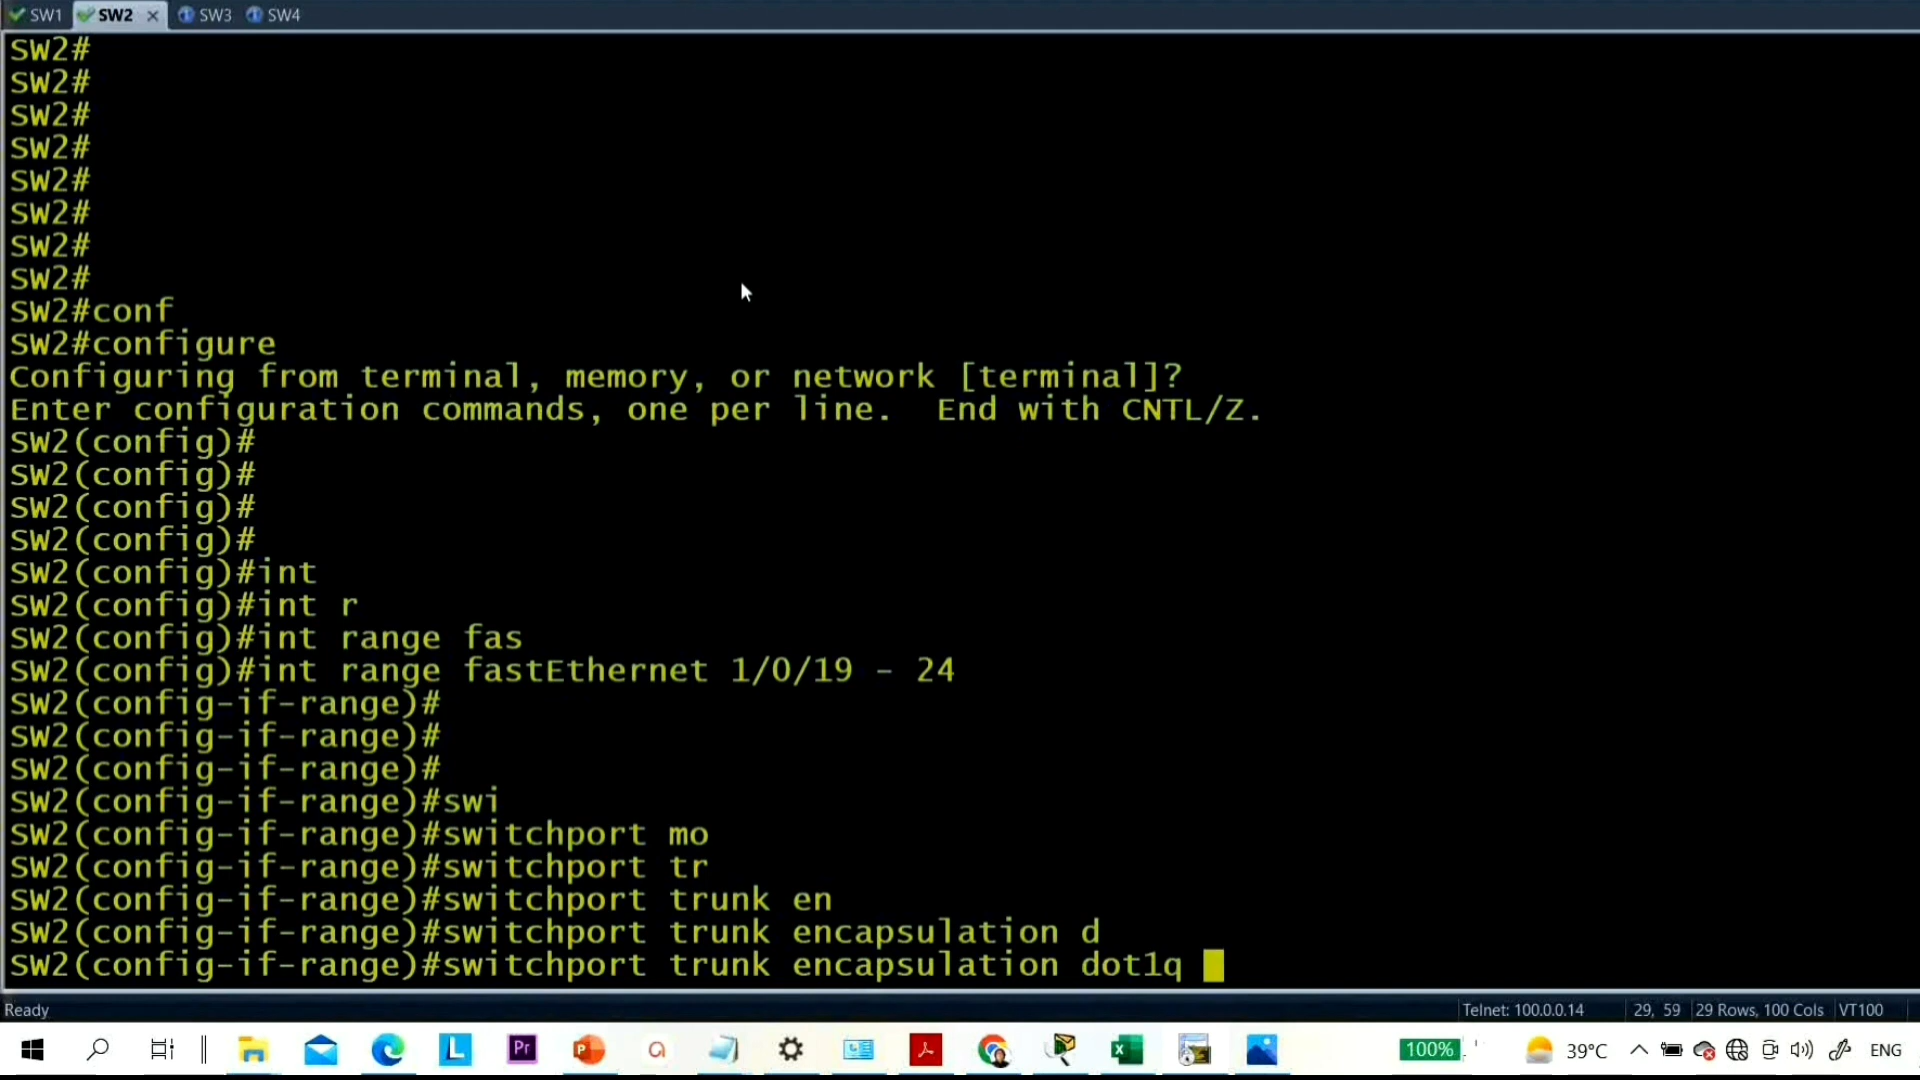 SW1 SW2 SW3 SW4
SW2#
SW2#
SW2#
SW2#
SW2#
SW2#
SW2#
SW2#
SW2#conf
SW2#configure
Configuring from terminal, memory, or network [terminal]?
Enter configuration commands, one per line.  End with CNTL/Z.
SW2(config)#
SW2(config)#
SW2(config)#
SW2(config)#
SW2(config)#int
SW2(config)#int r
SW2(config)#int range fas
SW2(config)#int range fastEthernet 1/0/19 - 24
SW2(config-if-range)#
SW2(config-if-range)#
SW2(config-if-range)#
SW2(config-if-range)#swi
SW2(config-if-range)#switchport mo
SW2(config-if-range)#switchport tr
SW2(config-if-range)#switchport trunk en
SW2(config-if-range)#switchport trunk encapsulation d
SW2(config-if-range)#switchport trunk encapsulation dot1q
Ready Telnet: 100.0.0.14 29, 59 29 Rows, 100 Cols VT100
L Pr 100% 39°C ENG